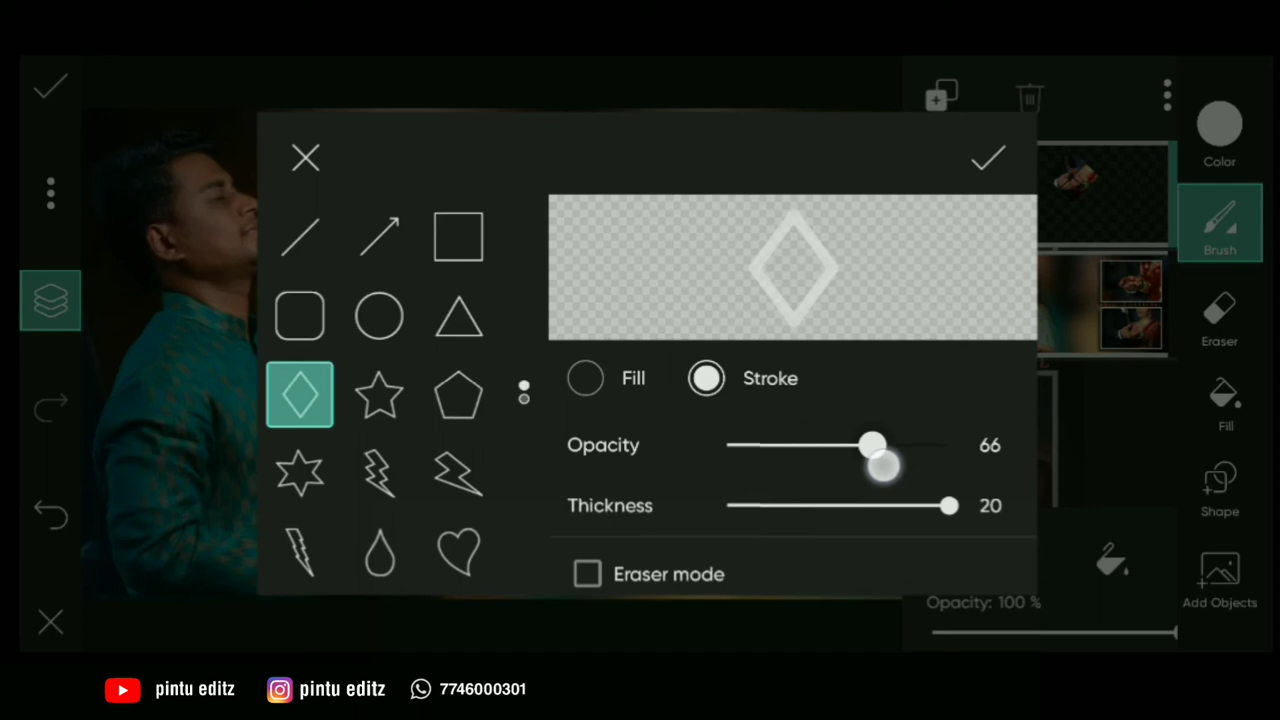 Color
Brush
Fill
Stroke
Eraser
Opacity
66
Fill
Thickness
20
Shape
Eraser mode
Opacity: 100 %
Add Objects
pintu editz
pintu editz
7746000301